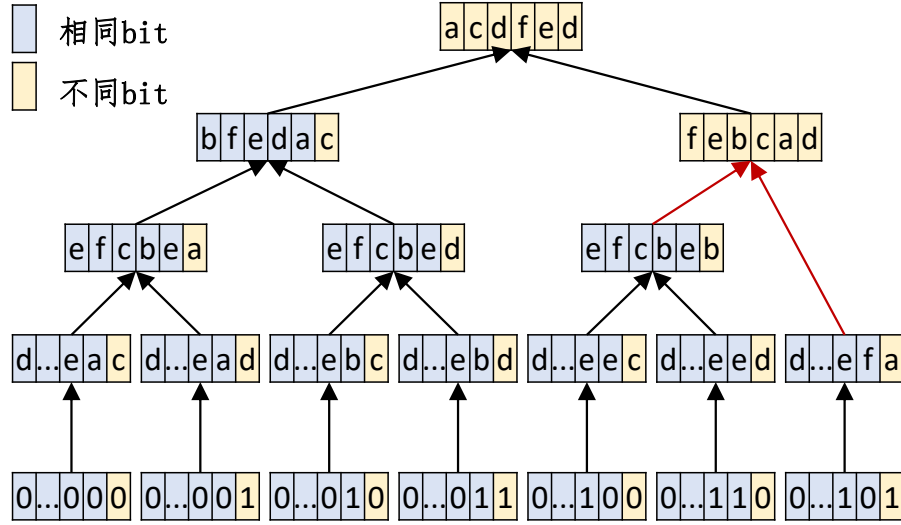 acdfed
相同bit
不同bit
bfedac
febcad
efcbea
efcbed
efcbeb
d...eac
d...ead
d...ebc
d...ebd
d...eec
d...eed
d...efa
0...000
0...001
0...010
0...011
0...100
0...110
0...101